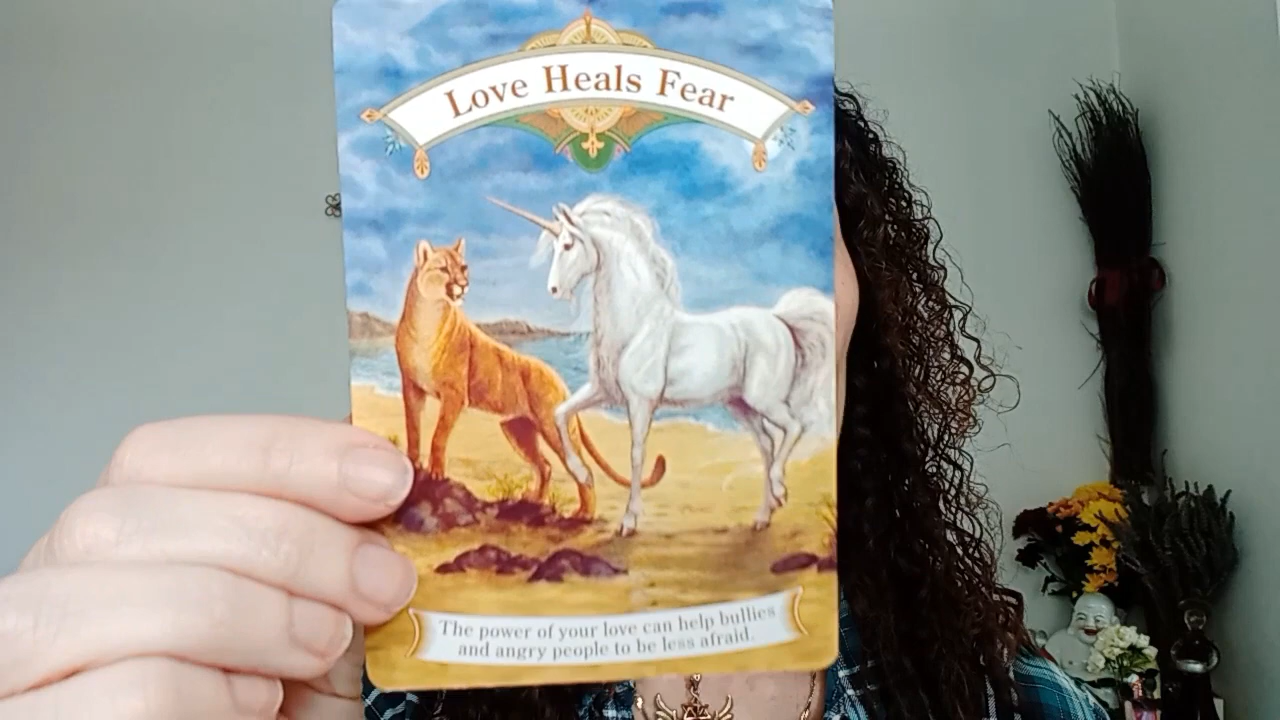 Love Heals Fear
The power of your love can help bullies
and angry people to be less afraid.